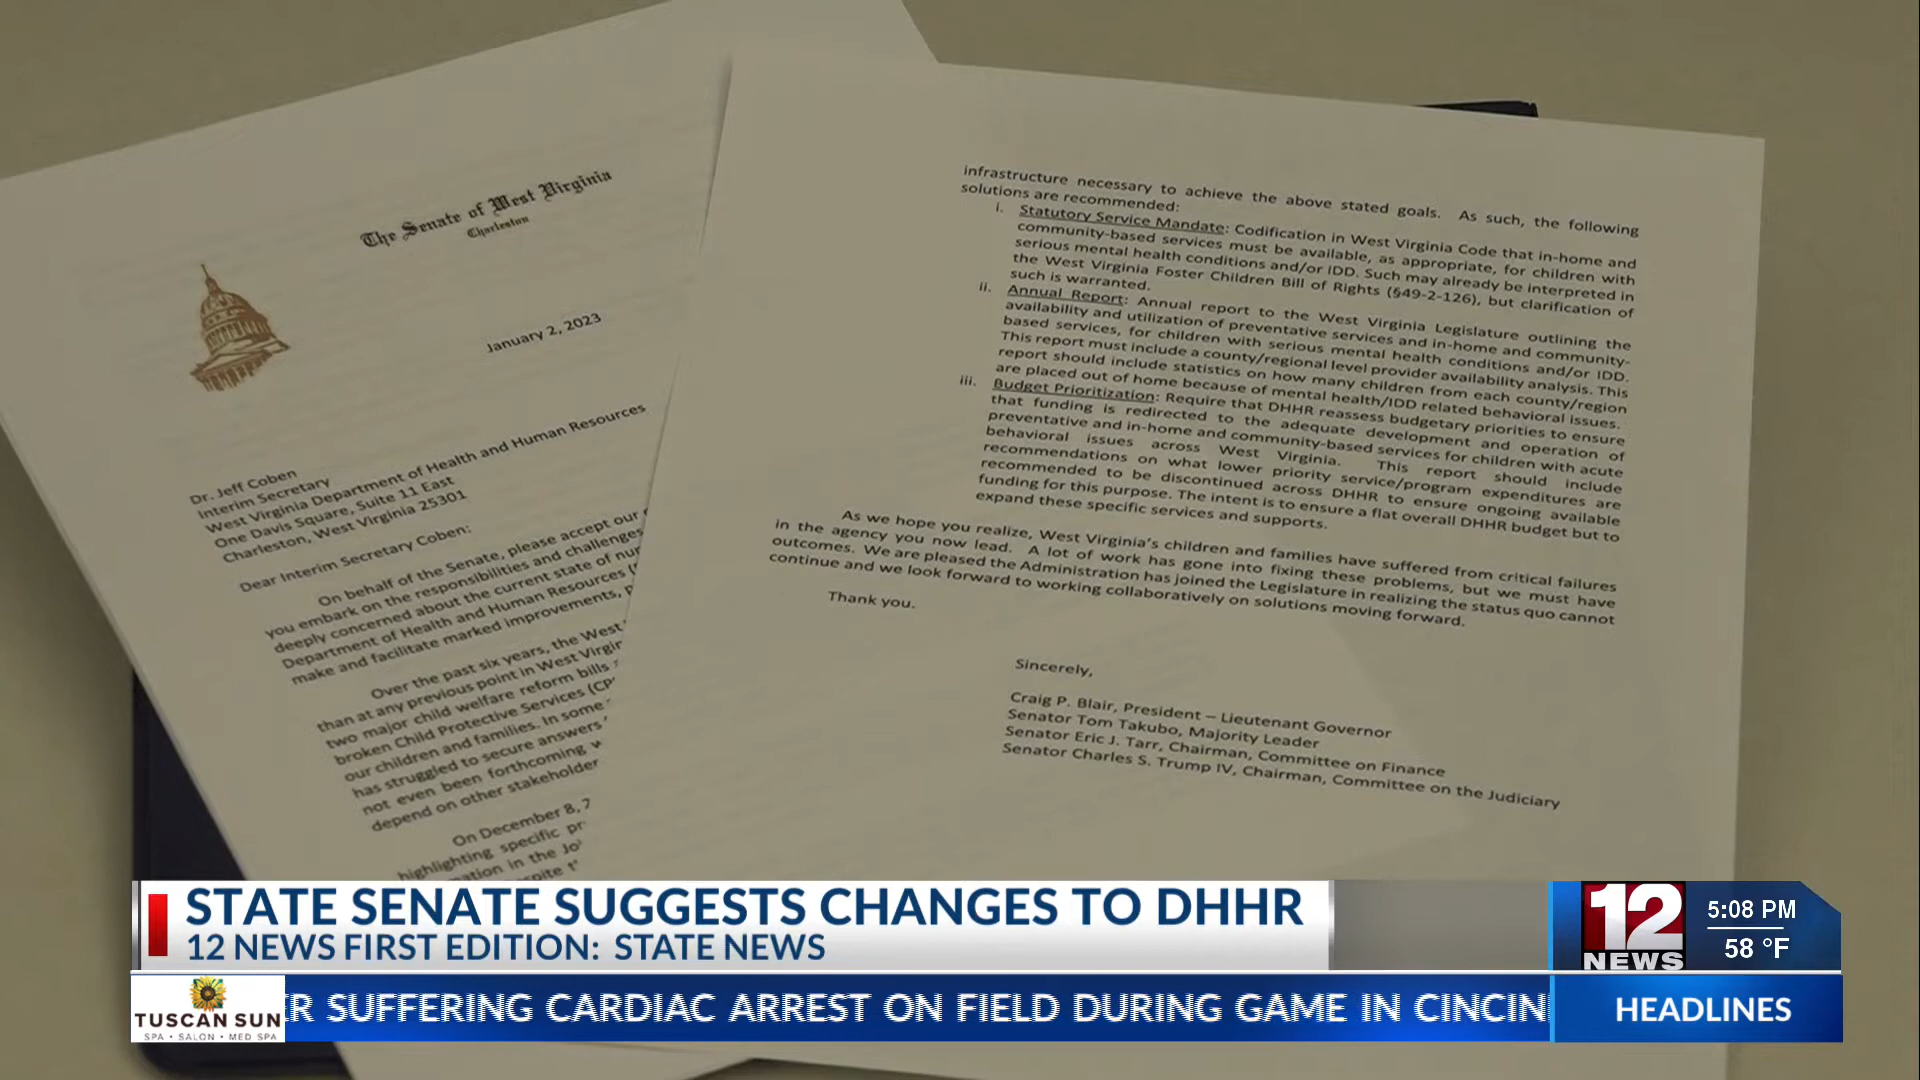 The Senate of West Virginia
Charleston
January 2, 2023
Dr. Jeff Coben
Interim Secretary
West Virginia Department of Health and Human Resources
One Davis Square, Suite 11 East
Charleston, West Virginia 25301
Dear Interim Secretary Coben:
On behalf of the Senate, please accept our
you embark on the responsibilities and challenges
deeply concerned about the current state of
Department of Health and Human Resources
make and facilitate marked improvements,
Over the past six years, the West
than at any previous point in West
two major child welfare reform bills
broken Child Protective Services
our children and families. In some
has struggled to secure answers
not even been forthcoming
depend on other stakeholder
On December 8,
highlighting specific
in the
infrastructure necessary to achieve the above stated goals. As such, the following
solutions are recommended:
i. Statutory Service Mandate: Codification in West Virginia Code that in-home and
community-based services must be available, as appropriate, for children with
serious mental health conditions and/or IDD. Such may already be interpreted in
the West Virginia Foster Children Bill of Rights (§49-2-126), but clarification of
such is warranted.
ii. Annual Report: Annual report to the West Virginia Legislature outlining the
availability and utilization of preventative services and in-home and community-
based services, for children with serious mental health conditions and/or IDD.
This report must include a county/regional level provider availability analysis. This
report should include statistics on how many children from each county/region
are placed out of home because of mental health/IDD related behavioral issues.
iii. Budget Prioritization: Require that DHHR reassess budgetary priorities to ensure
that funding is redirected to the adequate development and operation of
preventative and in-home and community-based services for children with acute
behavioral issues across West Virginia. This report should include
recommendations on what lower priority service/program expenditures are
recommended to be discontinued across DHHR to ensure ongoing available
funding for this purpose. The intent is to ensure a flat overall DHHR budget but to
expand these specific services and supports.
As we hope you realize, West Virginia's children and families have suffered from critical failures
in the agency you now lead. A lot of work has gone into fixing these problems, but we must have
outcomes. We are pleased the Administration has joined the Legislature in realizing the status quo cannot
continue and we look forward to working collaboratively on solutions moving forward.
Thank you.
Sincerely,
Craig P. Blair, President – Lieutenant Governor
Senator Tom Takubo, Majority Leader
Senator Eric J. Tarr, Chairman, Committee on Finance
Senator Charles S. Trump IV, Chairman, Committee on the Judiciary
STATE SENATE SUGGESTS CHANGES TO DHHR
12 NEWS FIRST EDITION: STATE NEWS
12
NEWS
5:08 PM
58 °F
TUSCAN SUN
SPA • SALON • MED SPA
ER SUFFERING CARDIAC ARREST ON FIELD DURING GAME IN CINCIN
HEADLINES